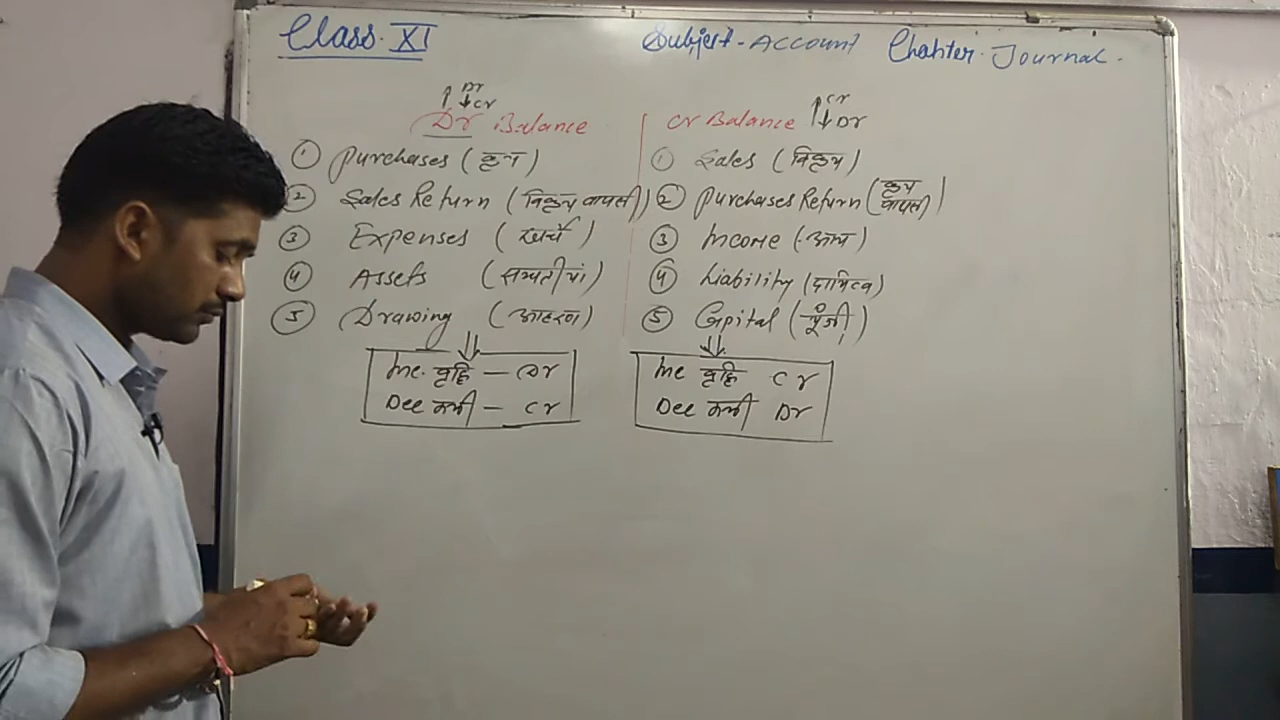 Class XI Subject - Account Chapter. Journal.
↑ Dr ↓ Cr
Dr Balance
① Purchases (क्रय)
② Sales Return (विक्रय वापसी)
③ Expenses (खर्चे)
④ Assets (सम्पतीयां)
⑤ Drawing (आहरण)
Inc. वृद्धि — Dr
Dec कमी — Cr
Cr Balance ↑ Cr ↓ Dr
① Sales (विक्रय)
② Purchases Return (क्रय वापसी)
③ Income (आय)
④ Liability (दायित्व)
⑤ Capital (पूँजी)
Inc वृद्धि Cr
Dec कमी Dr